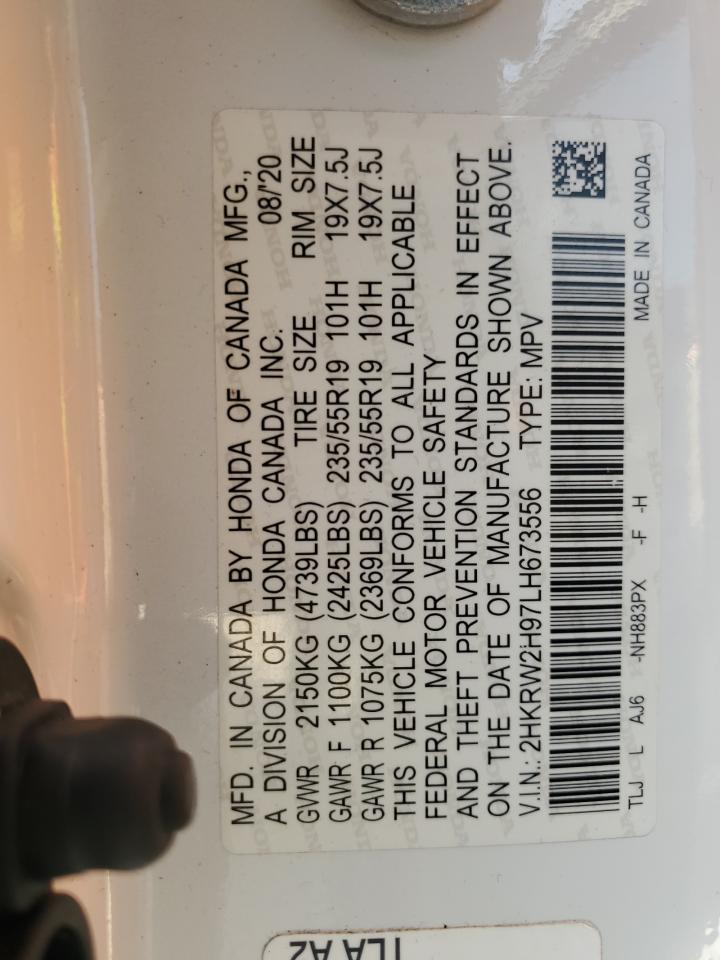 MFD. IN CANADA BY HONDA OF CANADA MFG.,
A DIVISION OF HONDA CANADA INC. 08/'20
GVWR 2150KG (4739LBS) TIRE SIZE RIM SIZE
GAWR F 1100KG (2425LBS) 235/55R19 101H 19X7.5J
GAWR R 1075KG (2369LBS) 235/55R19 101H 19X7.5J
THIS VEHICLE CONFORMS TO ALL APPLICABLE
FEDERAL MOTOR VEHICLE SAFETY
AND THEFT PREVENTION STANDARDS IN EFFECT
ON THE DATE OF MANUFACTURE SHOWN ABOVE.
V.I.N.: 2HKRW2H97LH673556 TYPE: MPV
TLJ L AJ6 -NH883PX -F -H MADE IN CANADA
TLA A2